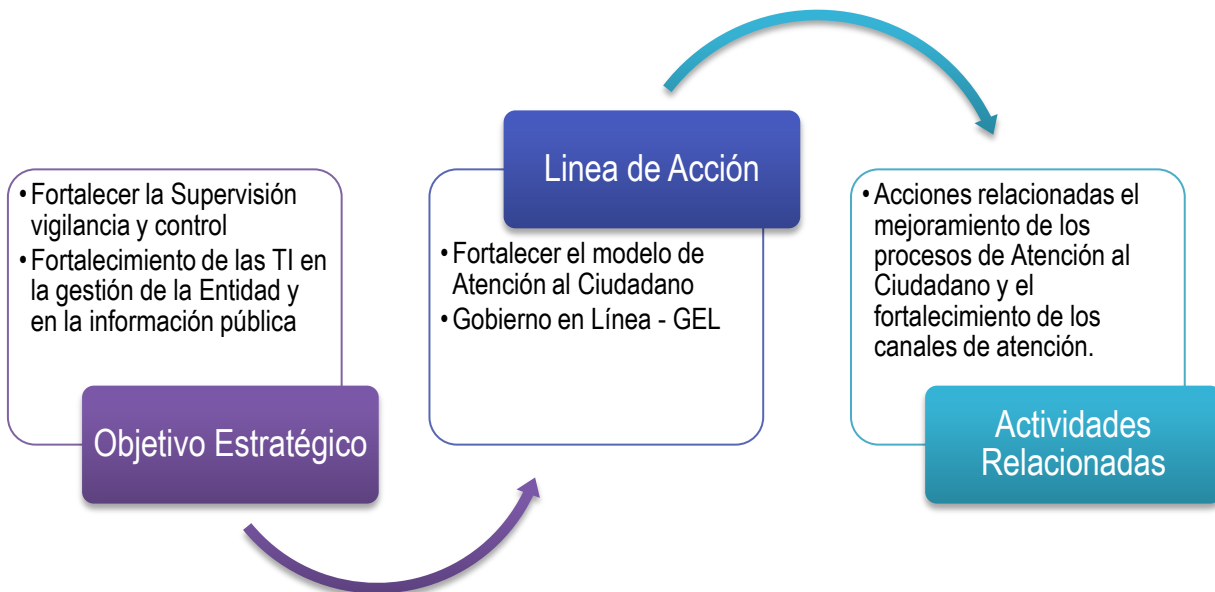 • Fortalecer la Supervisión
vigilancia y control
• Fortalecimiento de las TI en
la gestión de la Entidad y
en la información pública
Objetivo Estratégico
Linea de Acción
• Fortalecer el modelo de
Atención al Ciudadano
• Gobierno en Línea - GEL
• Acciones relacionadas el
mejoramiento de los
procesos de Atención al
Ciudadano y el
fortalecimiento de los
canales de atención.
Actividades
Relacionadas